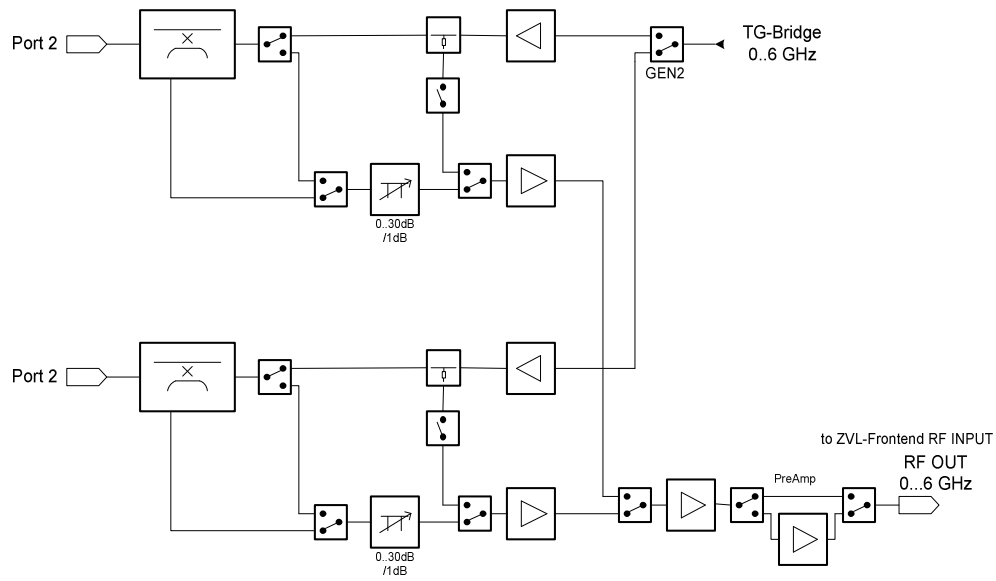 Port 2
TG-Bridge
0..6 GHz
GEN2
0..30dB
/1dB
Port 2
to ZVL-Frontend RF INPUT
RF OUT
0...6 GHz
PreAmp
0..30dB
/1dB